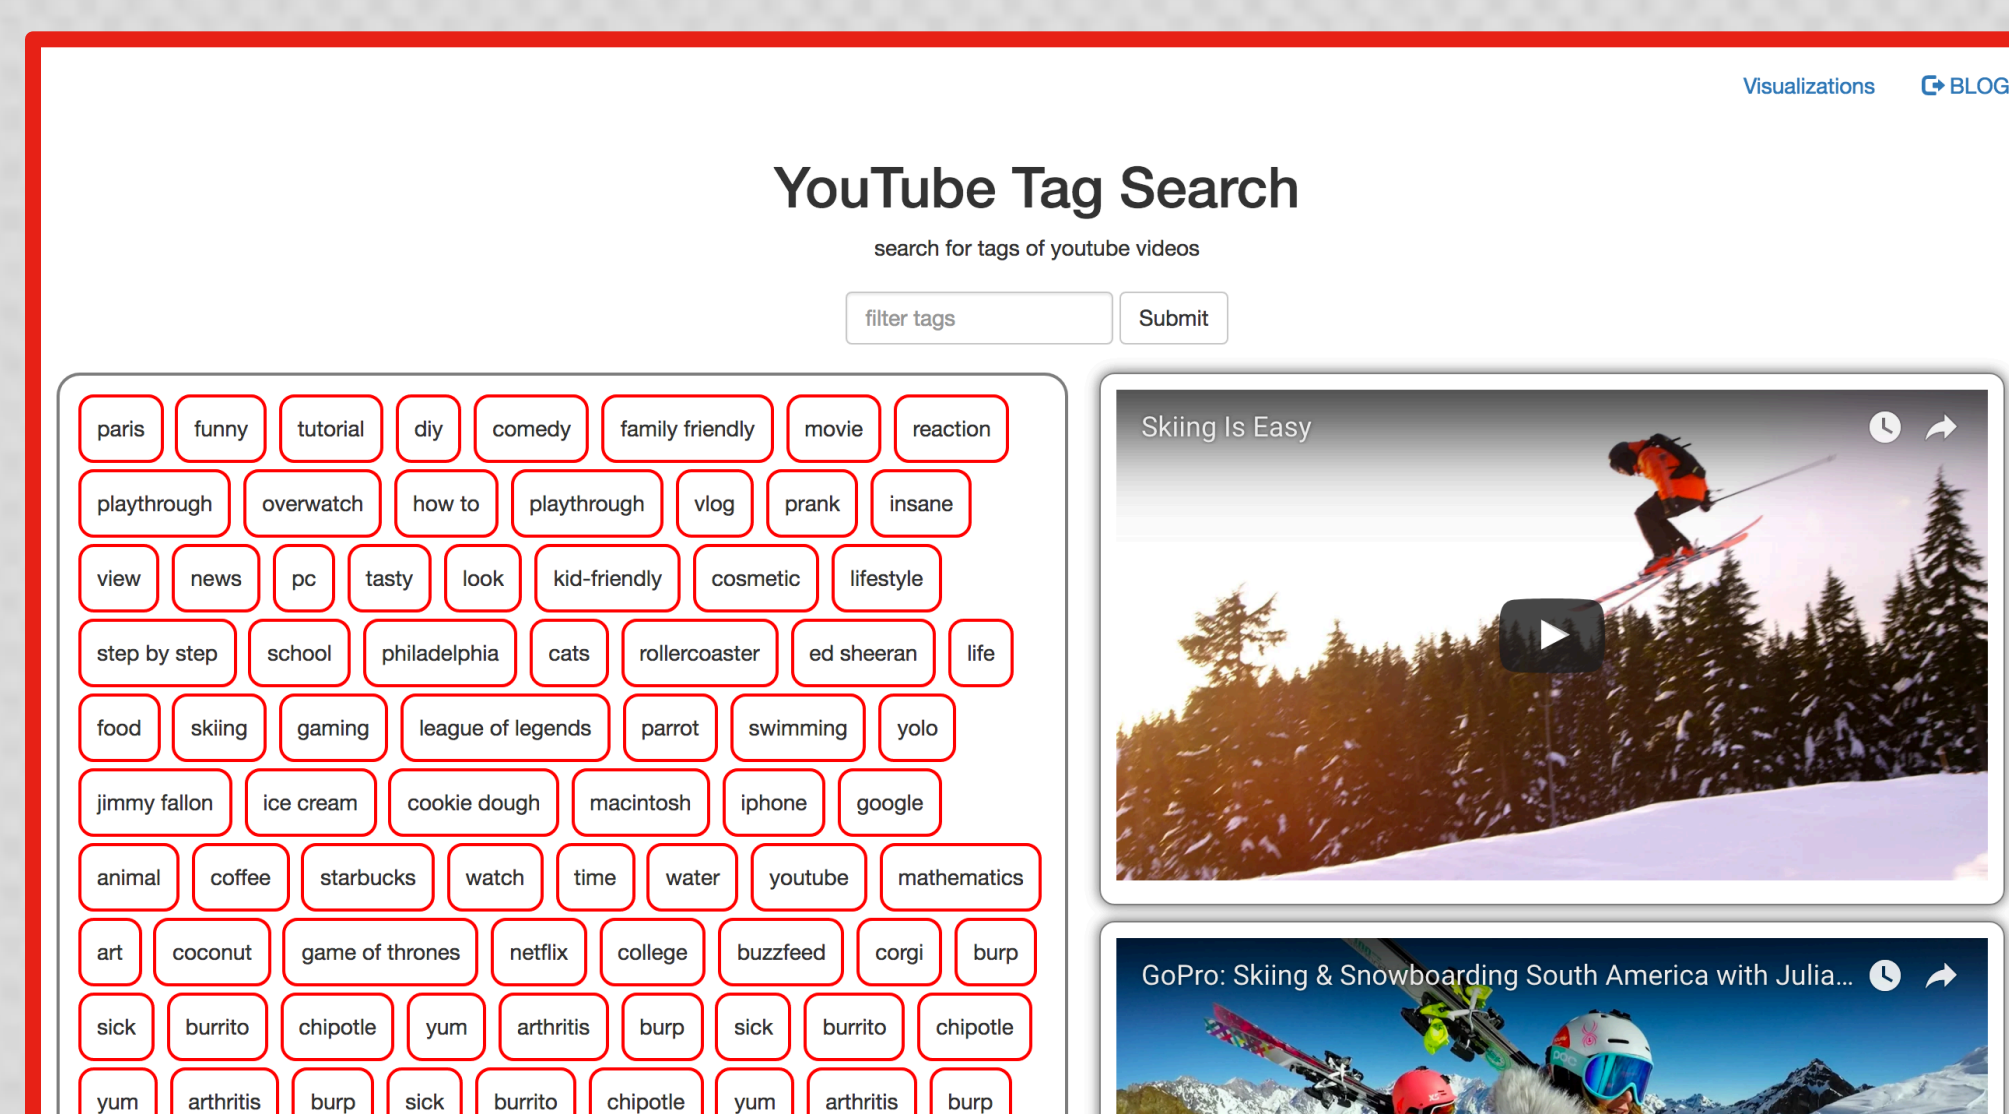 Visualizations BLOG
YouTube Tag Search
search for tags of youtube videos
filter tags Submit
paris funny tutorial diy comedy family friendly movie reaction
playthrough overwatch how to playthrough vlog prank insane
view news pc tasty look kid-friendly cosmetic lifestyle
step by step school philadelphia cats rollercoaster ed sheeran life
food skiing gaming league of legends parrot swimming yolo
jimmy fallon ice cream cookie dough macintosh iphone google
animal coffee starbucks watch time water youtube mathematics
art coconut game of thrones netflix college buzzfeed corgi burp
sick burrito chipotle yum arthritis burp sick burrito chipotle
yum arthritis burp sick burrito chipotle yum arthritis burp
Skiing Is Easy
GoPro: Skiing & Snowboarding South America with Julia...
POC